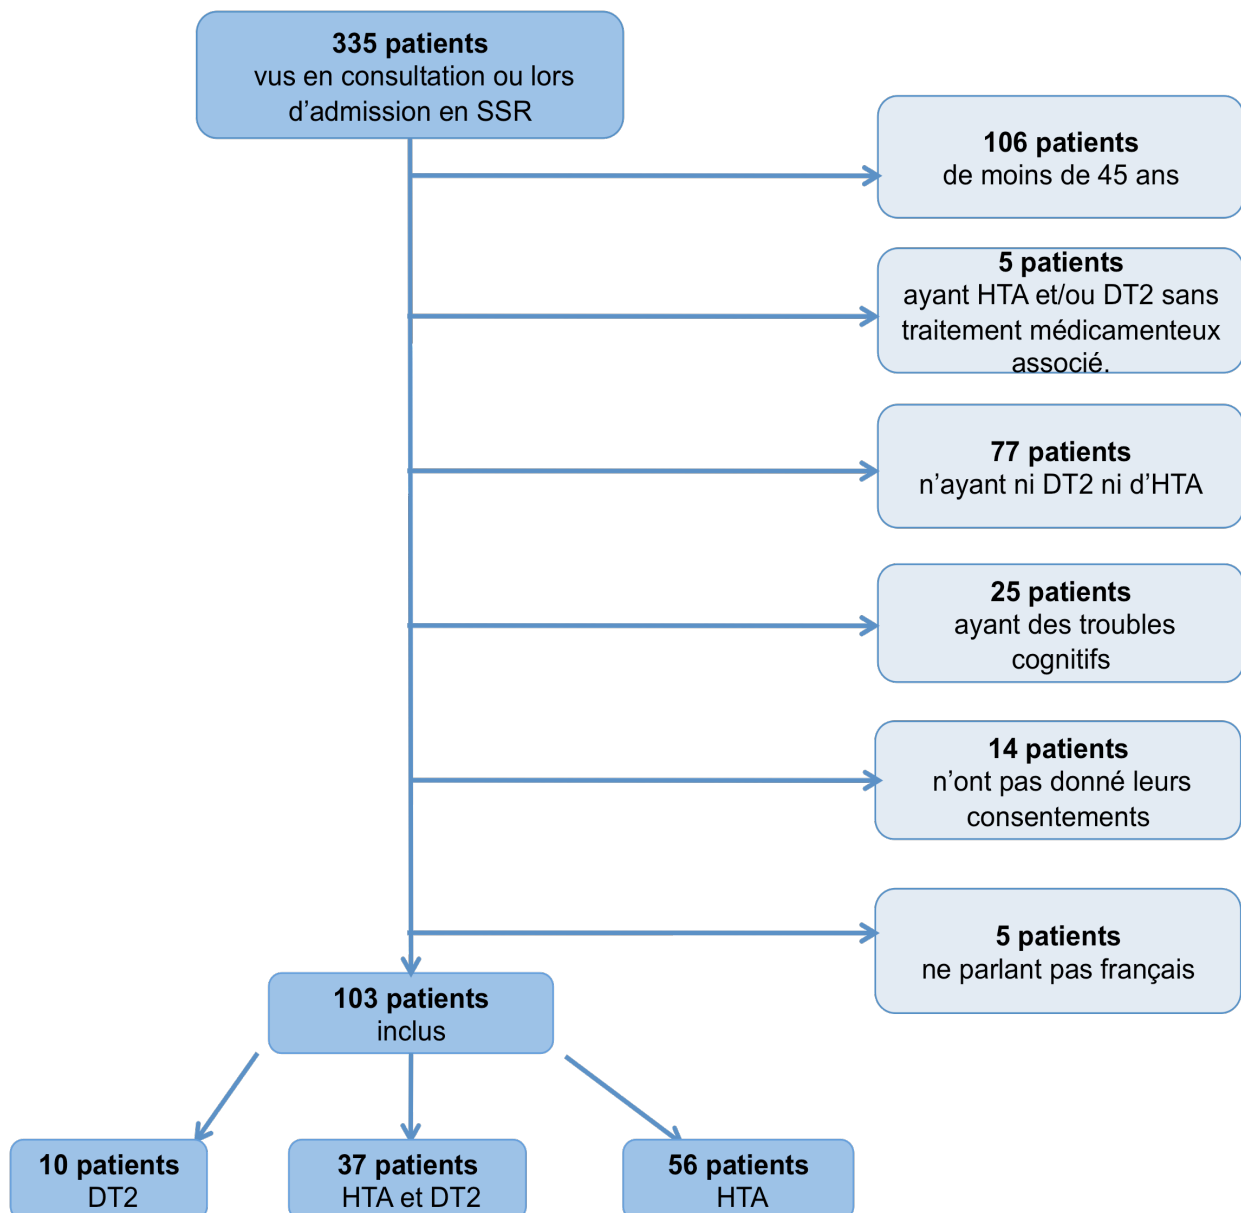 335 patients
vus en consultation ou lors
d’admission en SSR
106 patients
de moins de 45 ans
5 patients
ayant HTA et/ou DT2 sans
traitement médicamenteux
associé.
77 patients
n’ayant ni DT2 ni d’HTA
25 patients
ayant des troubles
cognitifs
14 patients
n’ont pas donné leurs
consentements
5 patients
ne parlant pas français
103 patients
inclus
10 patients
DT2
37 patients
HTA et DT2
56 patients
HTA